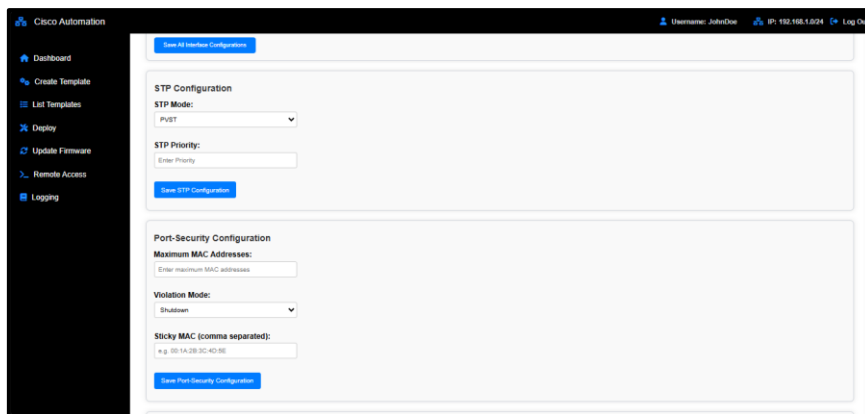 Cisco Automation
Username: JohnDoe IP: 192.168.1.0/24 Log Ou
Dashboard
Create Template
List Templates
Deploy
Update Firmware
Remote Access
Logging
Save All Interface Configurations
STP Configuration
STP Mode:
PVST
STP Priority:
Enter Priority
Save STP Configuration
Port-Security Configuration
Maximum MAC Addresses:
Enter maximum MAC addresses
Violation Mode:
Shutdown
Sticky MAC (comma separated):
e.g. 00:1A:2B:3C:4D:5E
Save Port-Security Configuration